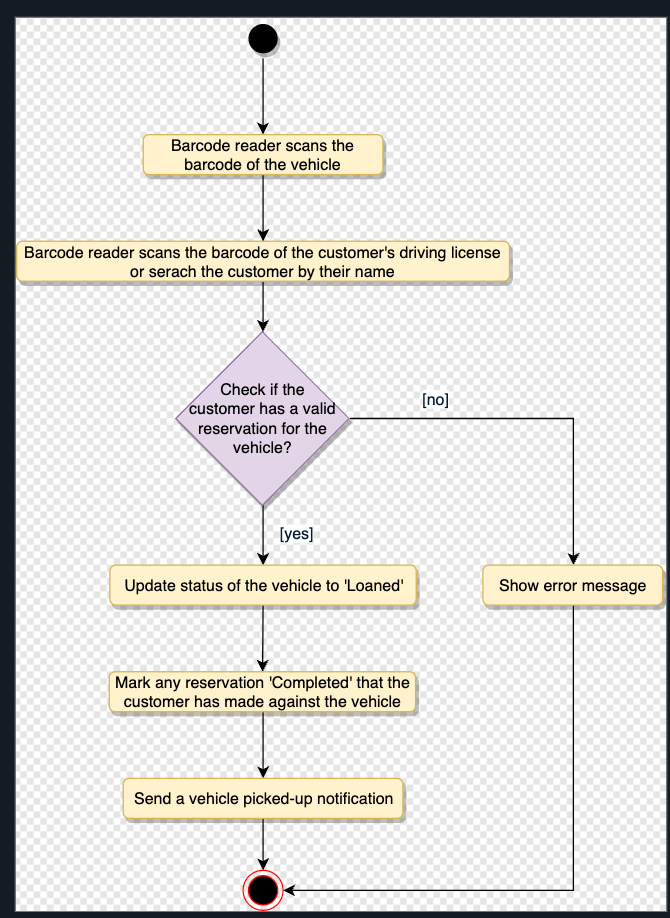 Barcode reader scans the
barcode of the vehicle
Barcode reader scans the barcode of the customer's driving license
or serach the customer by their name
Check if the
customer has a valid
reservation for the
vehicle?
[no]
[yes]
Update status of the vehicle to 'Loaned'
Show error message
Mark any reservation 'Completed' that the
customer has made against the vehicle
Send a vehicle picked-up notification